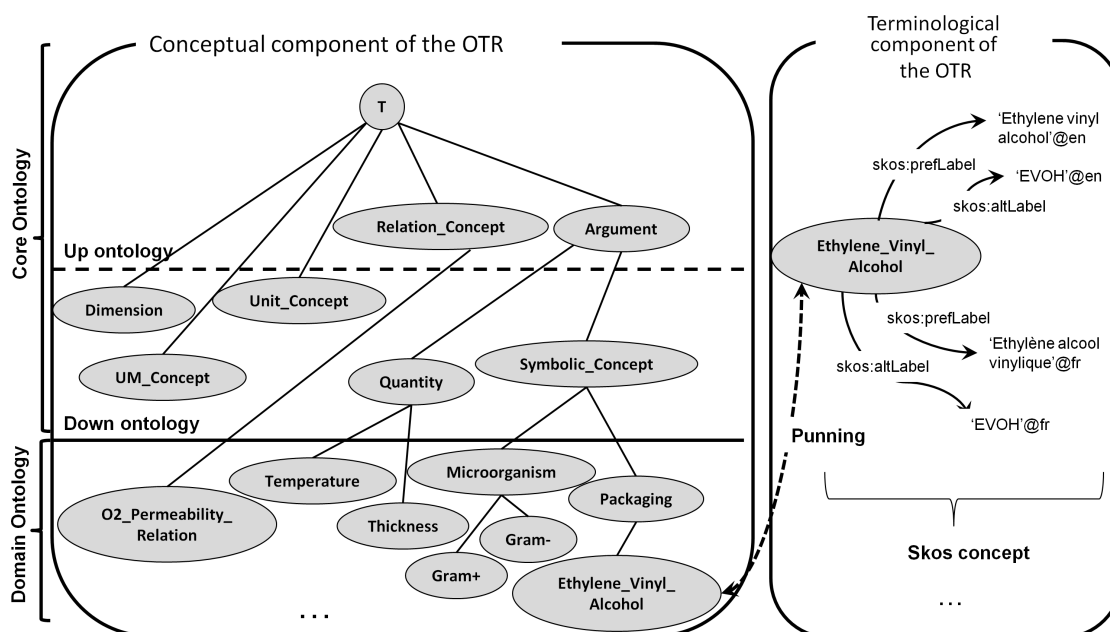 Conceptual component of the OTR
Terminological
component of
the OTR
Core Ontology
Domain Ontology
T
Relation_Concept
Argument
Up ontology
Dimension
Unit_Concept
UM_Concept
Quantity
Symbolic_Concept
Down ontology
Temperature
Microorganism
Packaging
O2_Permeability_
Relation
Thickness
Gram-
Gram+
Ethylene_Vinyl_
Alcohol
...
'Ethylene vinyl
alcohol'@en
skos:prefLabel
'EVOH'@en
skos:altLabel
Ethylene_Vinyl_
Alcohol
skos:prefLabel
'Ethylène alcool
vinylique'@fr
skos:altLabel
'EVOH'@fr
Punning
Skos concept
...